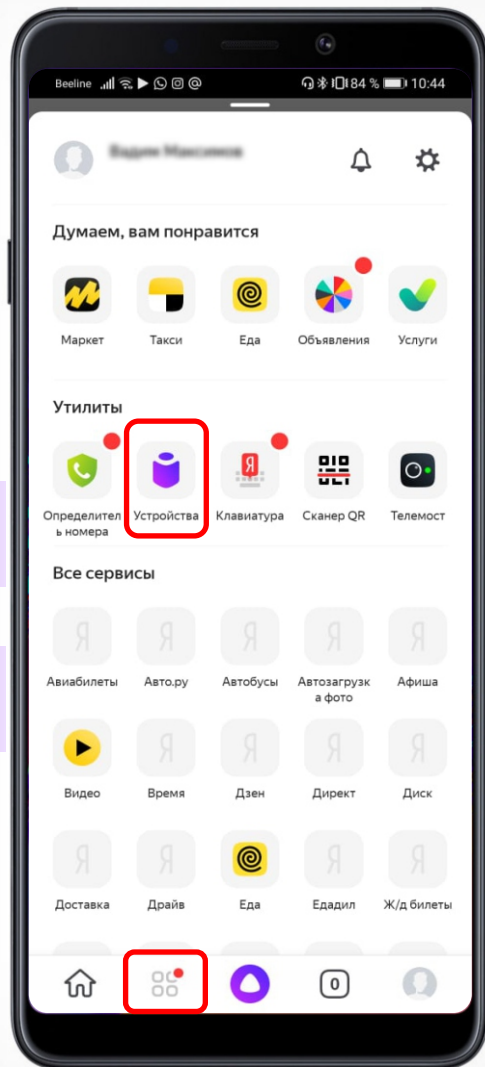 Beeline 84 % 10:44
Думаем, вам понравится
Маркет Такси Еда Объявления Услуги
Утилиты
Я
Определител Устройства Клавиатура Сканер QR Телемост
ь номера
Все сервисы
Я Я Я Я Я
Авиабилеты Авто.ру Автобусы Автозагрузк Афиша
а фото
Я Я Я Я
Видео Время Дзен Директ Диск
Я Я Я Я
Доставка Драйв Еда Едадил Ж/д билеты
0